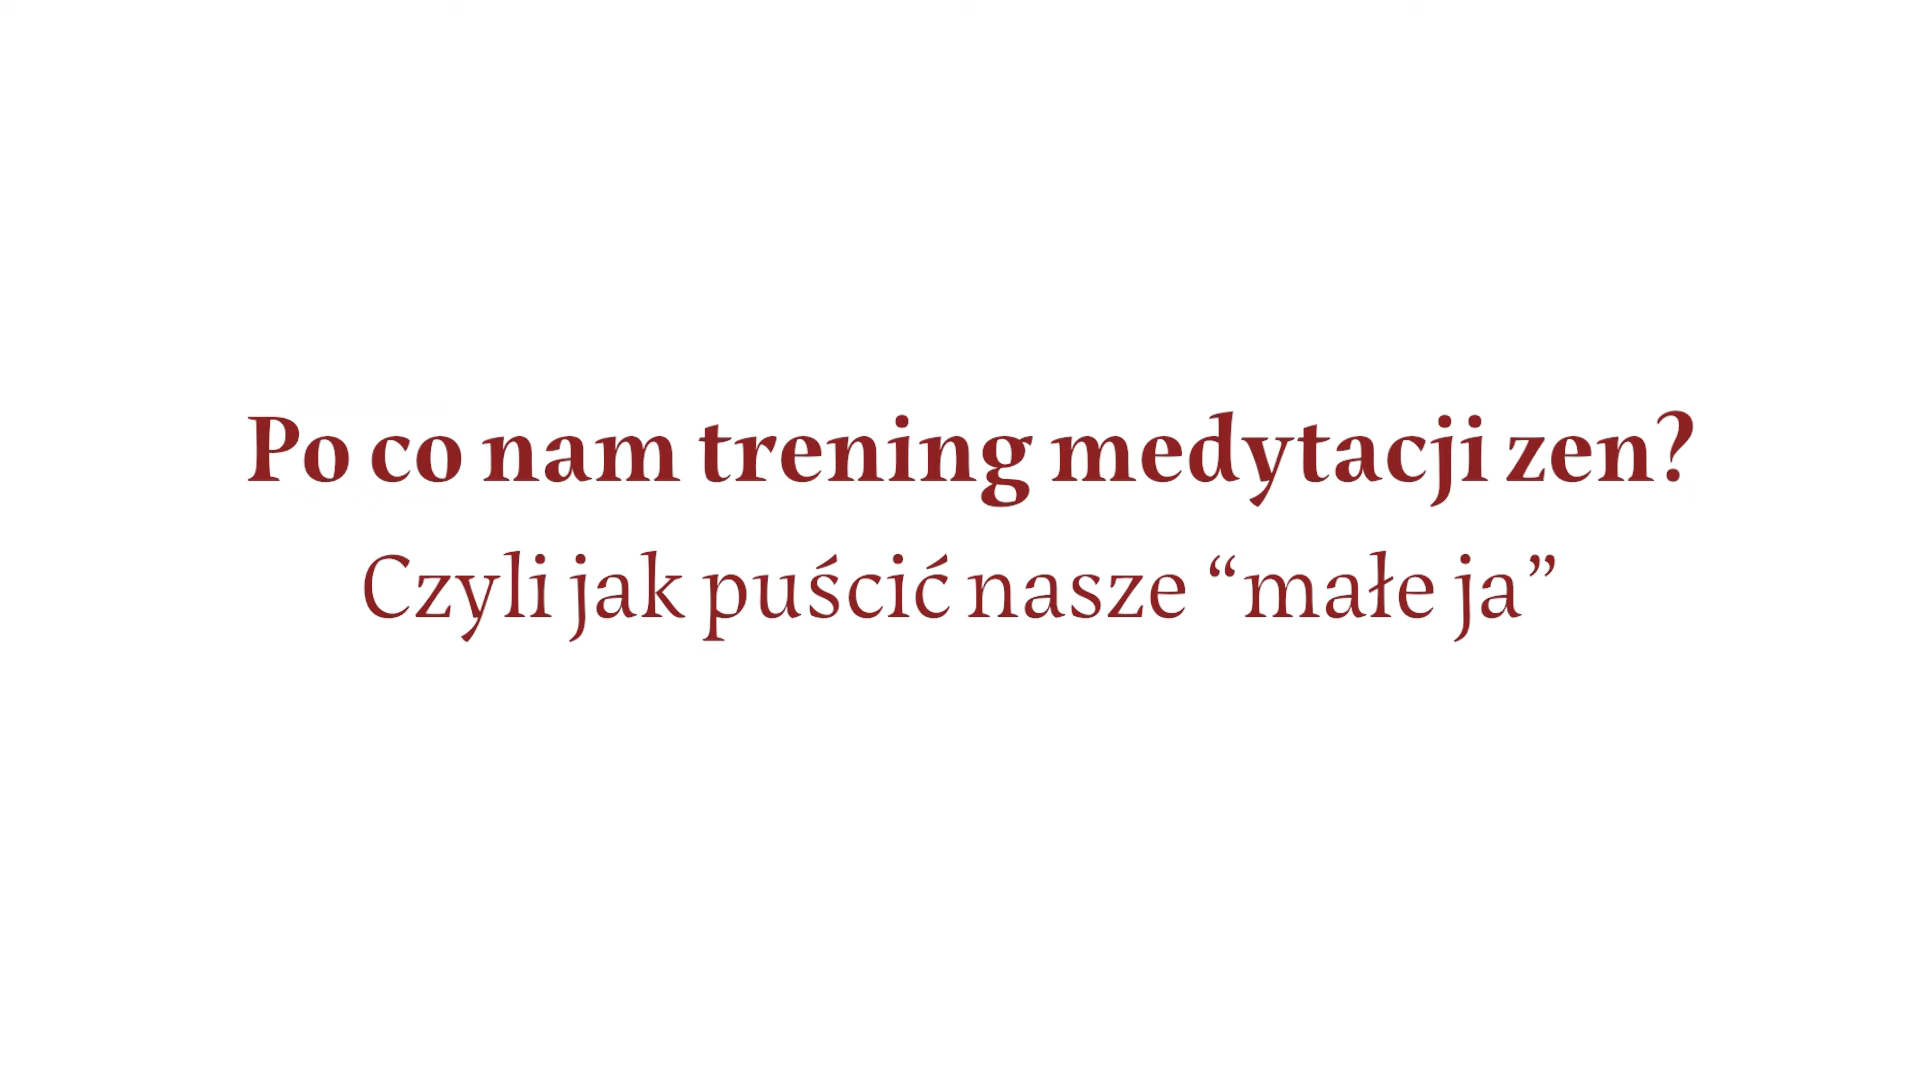 Po co nam trening medytacji zen?
Czyli jak puścić nasze “małe ja”